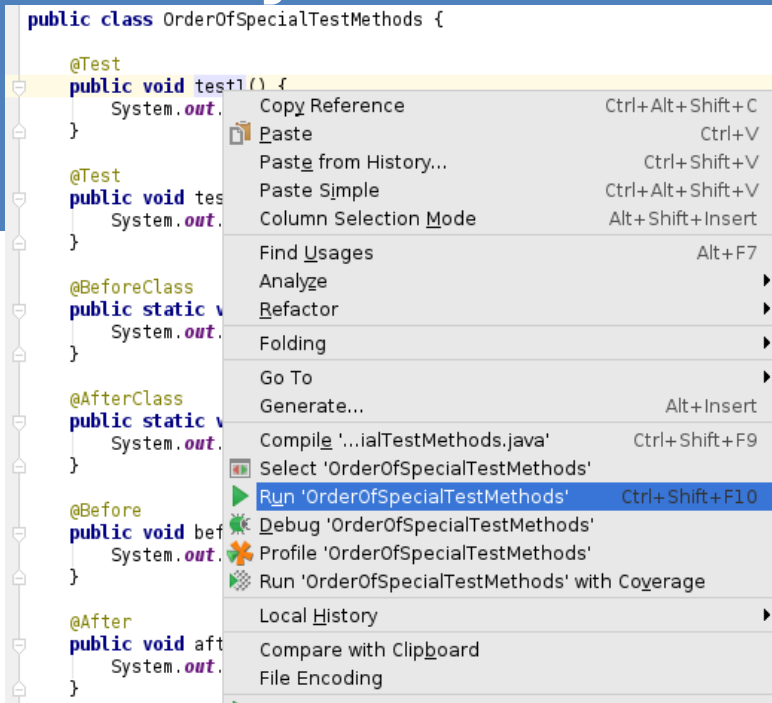 public class OrderOfSpecialTestMethods {
@Test
public void test1() {
System.out.
}
@Test
public void tes
System.out.
}
@BeforeClass
public static v
System.out.
}
@AfterClass
public static v
System.out.
}
@Before
public void bef
System.out.
}
@After
public void aft
System.out.
}
Copy Reference Ctrl+Alt+Shift+C
Paste Ctrl+V
Paste from History... Ctrl+Shift+V
Paste Simple Ctrl+Alt+Shift+V
Column Selection Mode Alt+Shift+Insert
Find Usages Alt+F7
Analyze
Refactor
Folding
Go To
Generate... Alt+Insert
Compile '...ialTestMethods.java' Ctrl+Shift+F9
Select 'OrderOfSpecialTestMethods'
Run 'OrderOfSpecialTestMethods' Ctrl+Shift+F10
Debug 'OrderOfSpecialTestMethods'
Profile 'OrderOfSpecialTestMethods'
Run 'OrderOfSpecialTestMethods' with Coverage
Local History
Compare with Clipboard
File Encoding